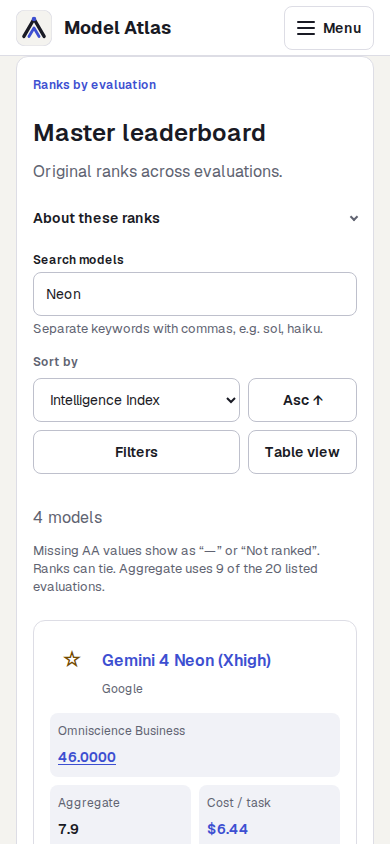 Model Atlas
Menu
Ranks by evaluation
Master leaderboard
Original ranks across evaluations.
About these ranks
Search models
Neon
Separate keywords with commas, e.g. sol, haiku.
Sort by
Intelligence Index
Asc ↑
Filters
Table view
4 models
Missing AA values show as “—” or “Not ranked”.
Ranks can tie. Aggregate uses 9 of the 20 listed
evaluations.
Gemini 4 Neon (Xhigh)
Google
Omniscience Business
46.0000
Aggregate
7.9
Cost / task
$6.44